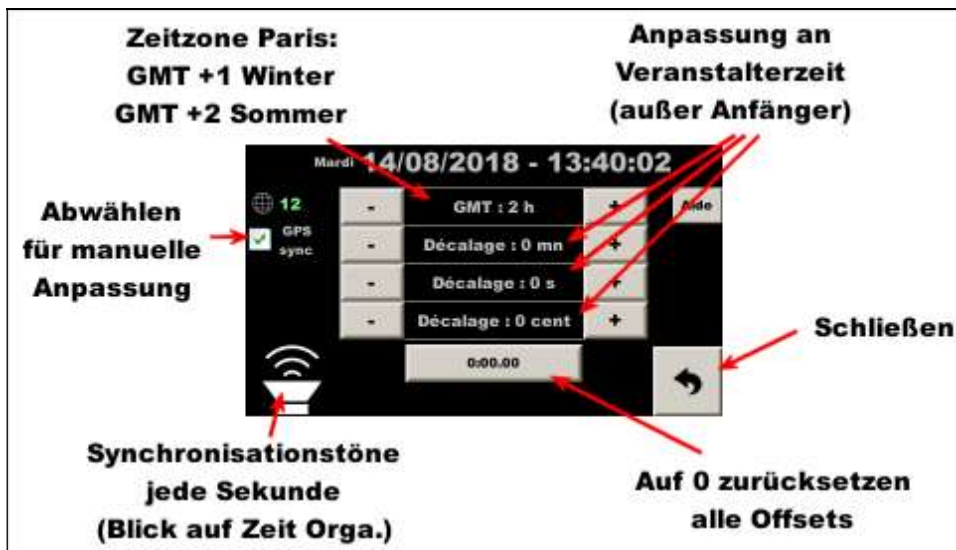 Zeitzone Paris:
GMT +1 Winter
GMT +2 Sommer
Anpassung an
Veranstalterzeit
(außer Anfänger)
Mardi 14/08/2018 - 13:40:02
12
GPS
sync
Abwählen
für manuelle
Anpassung
- GMT : 2 h +
Aide
- Décalage : 0 mn +
- Décalage : 0 s +
- Décalage : 0 cent +
0:00.00
Schließen
Synchronisationstöne
jede Sekunde
(Blick auf Zeit Orga.)
Auf 0 zurücksetzen
alle Offsets